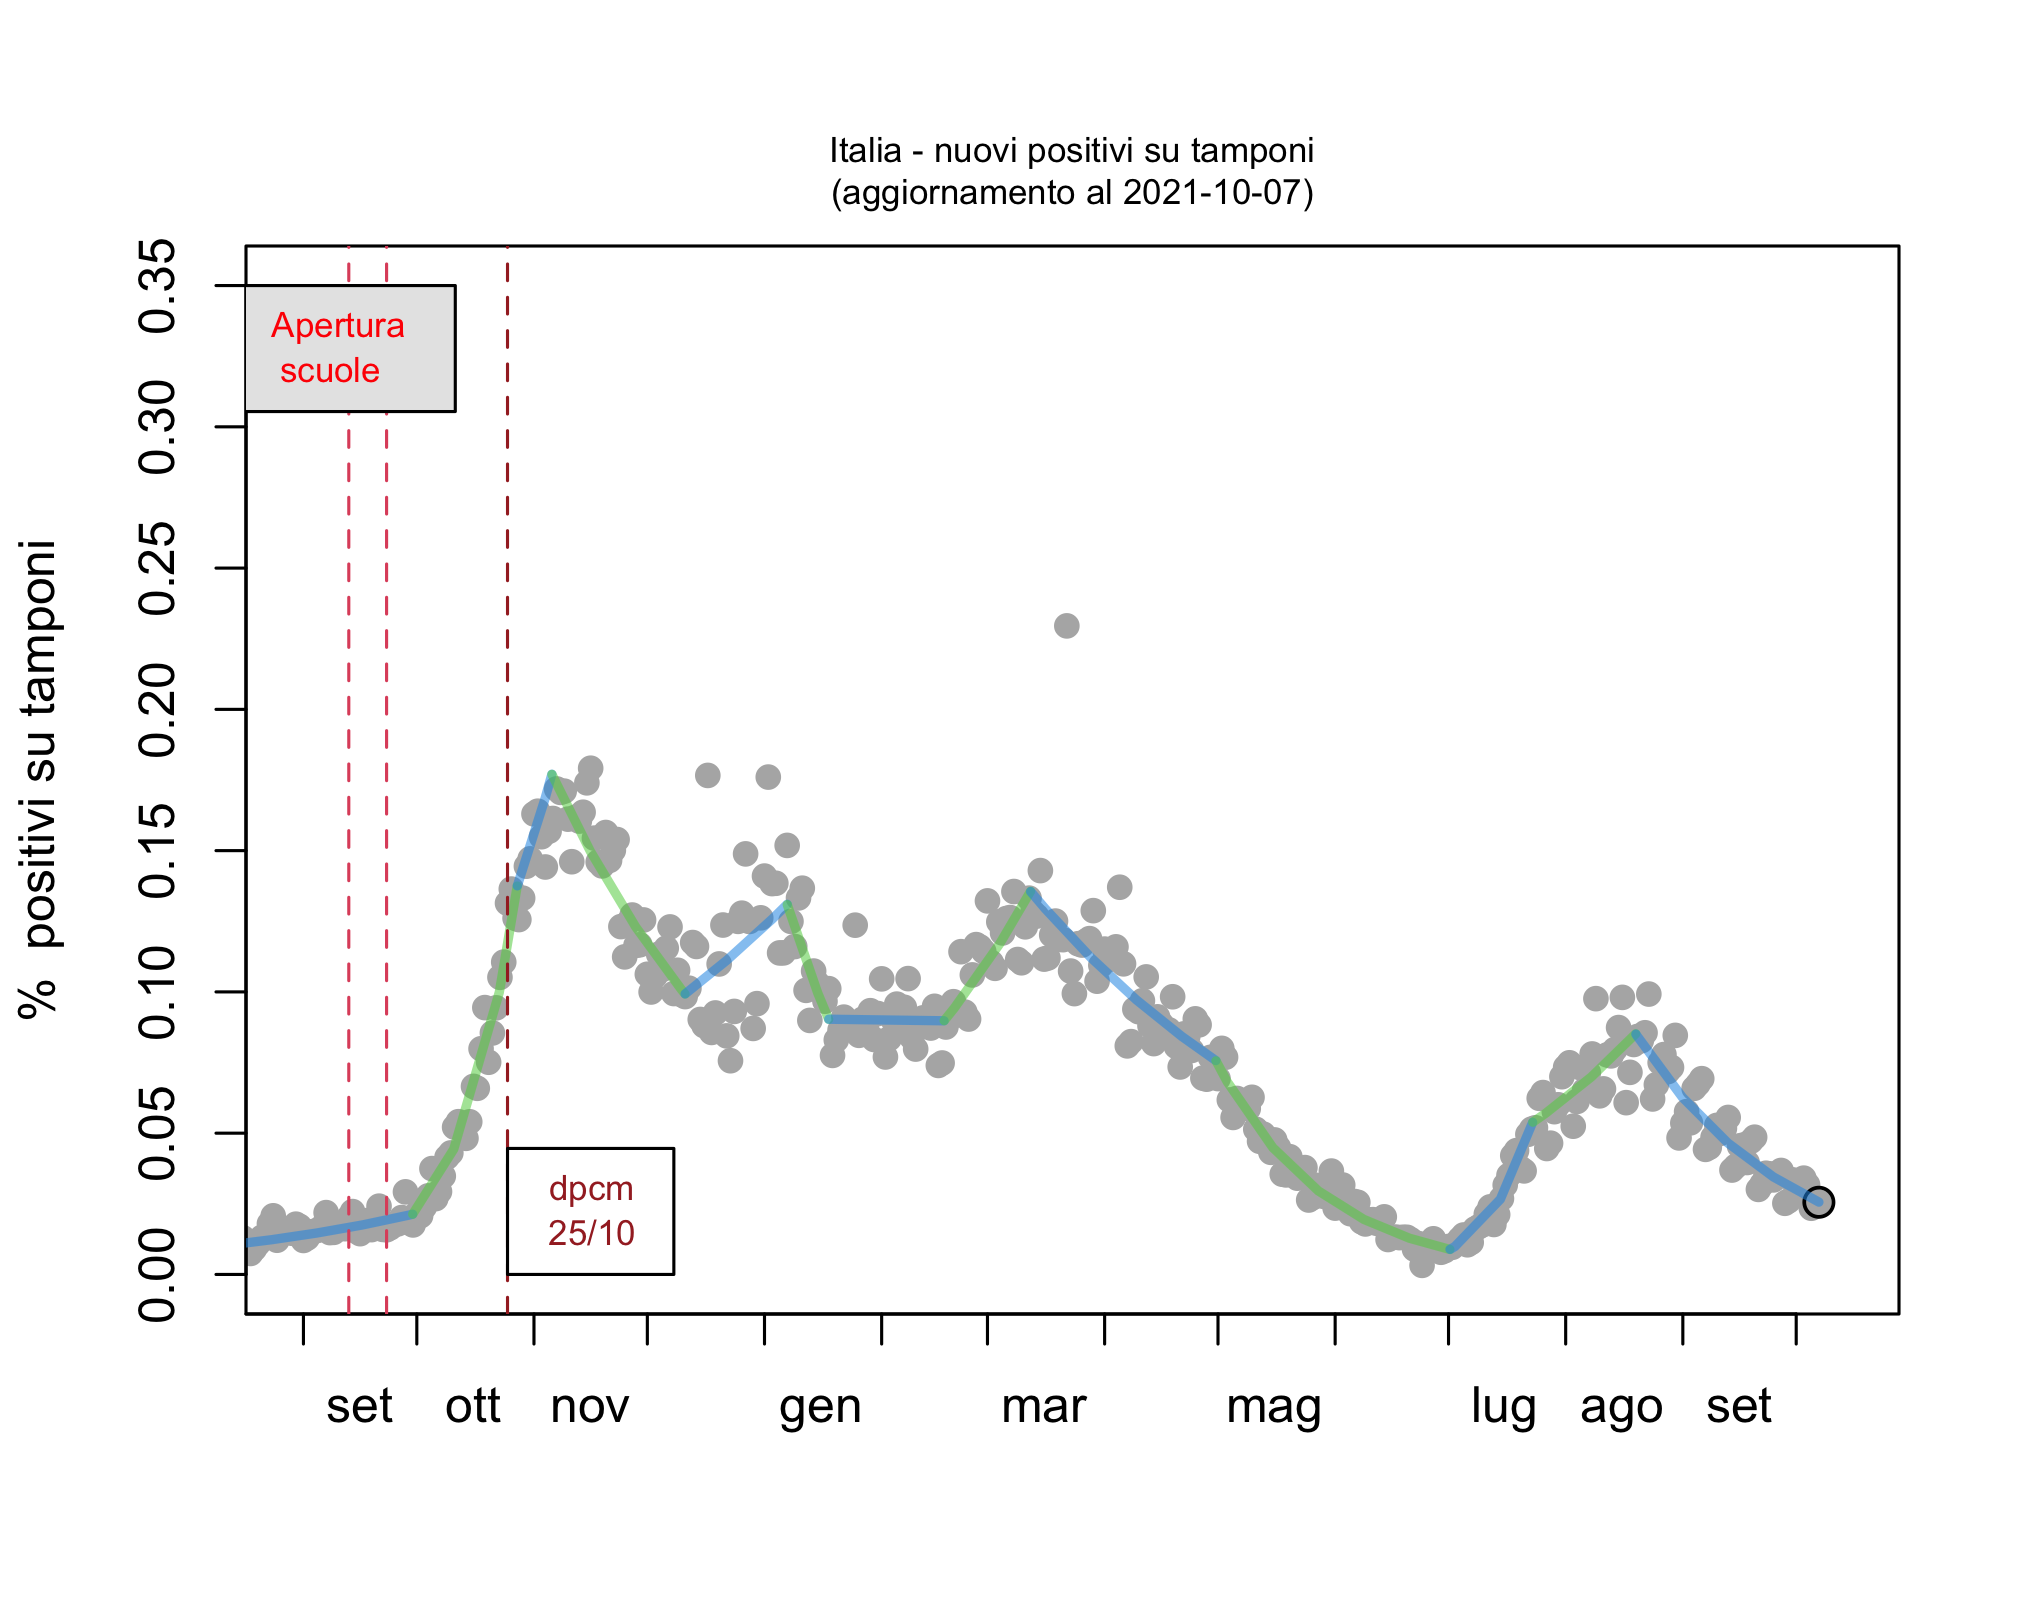 Italia - nuovi positivi su tamponi
(aggiornamento al 2021-10-07)
% positivi su tamponi
0.35
0.30
0.25
0.20
0.15
0.10
0.05
0.00
Apertura
scuole
dpcm
25/10
set ott nov gen mar mag lug ago set